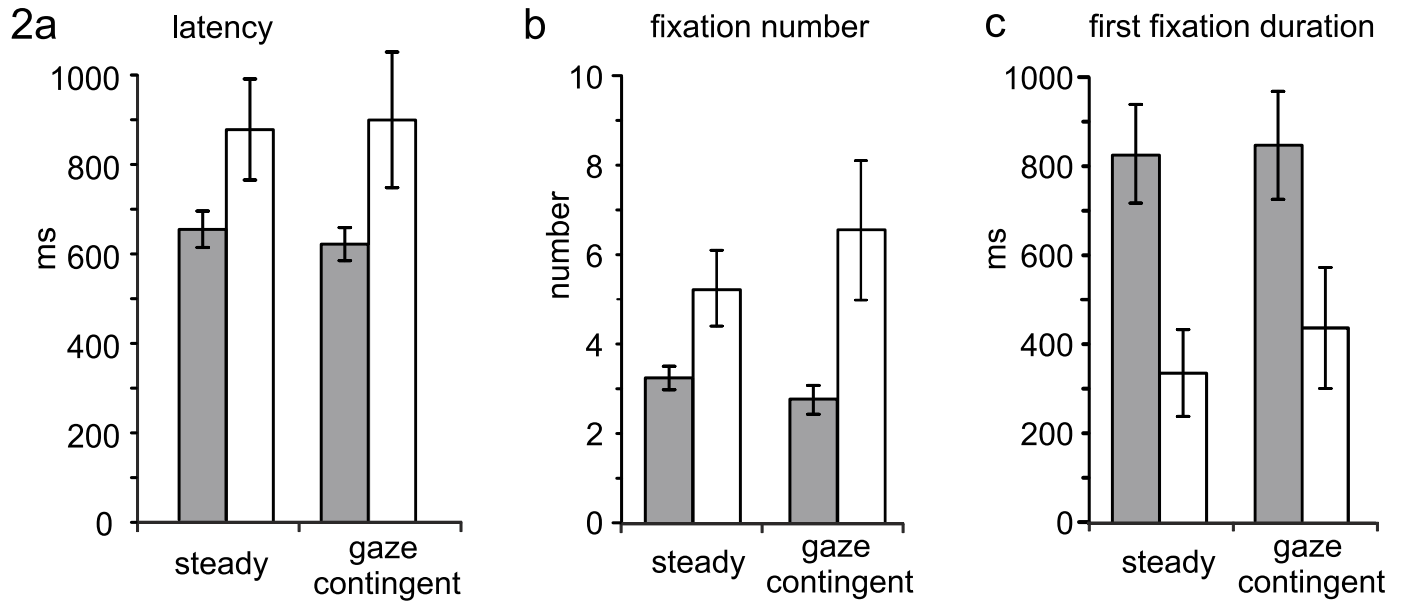 2a latency
1000
800
600
400
200
0
ms
steady
gaze
contingent
b fixation number
10
8
6
4
2
0
number
steady
gaze
contingent
c first fixation duration
1000
800
600
400
200
0
ms
steady
gaze
contingent